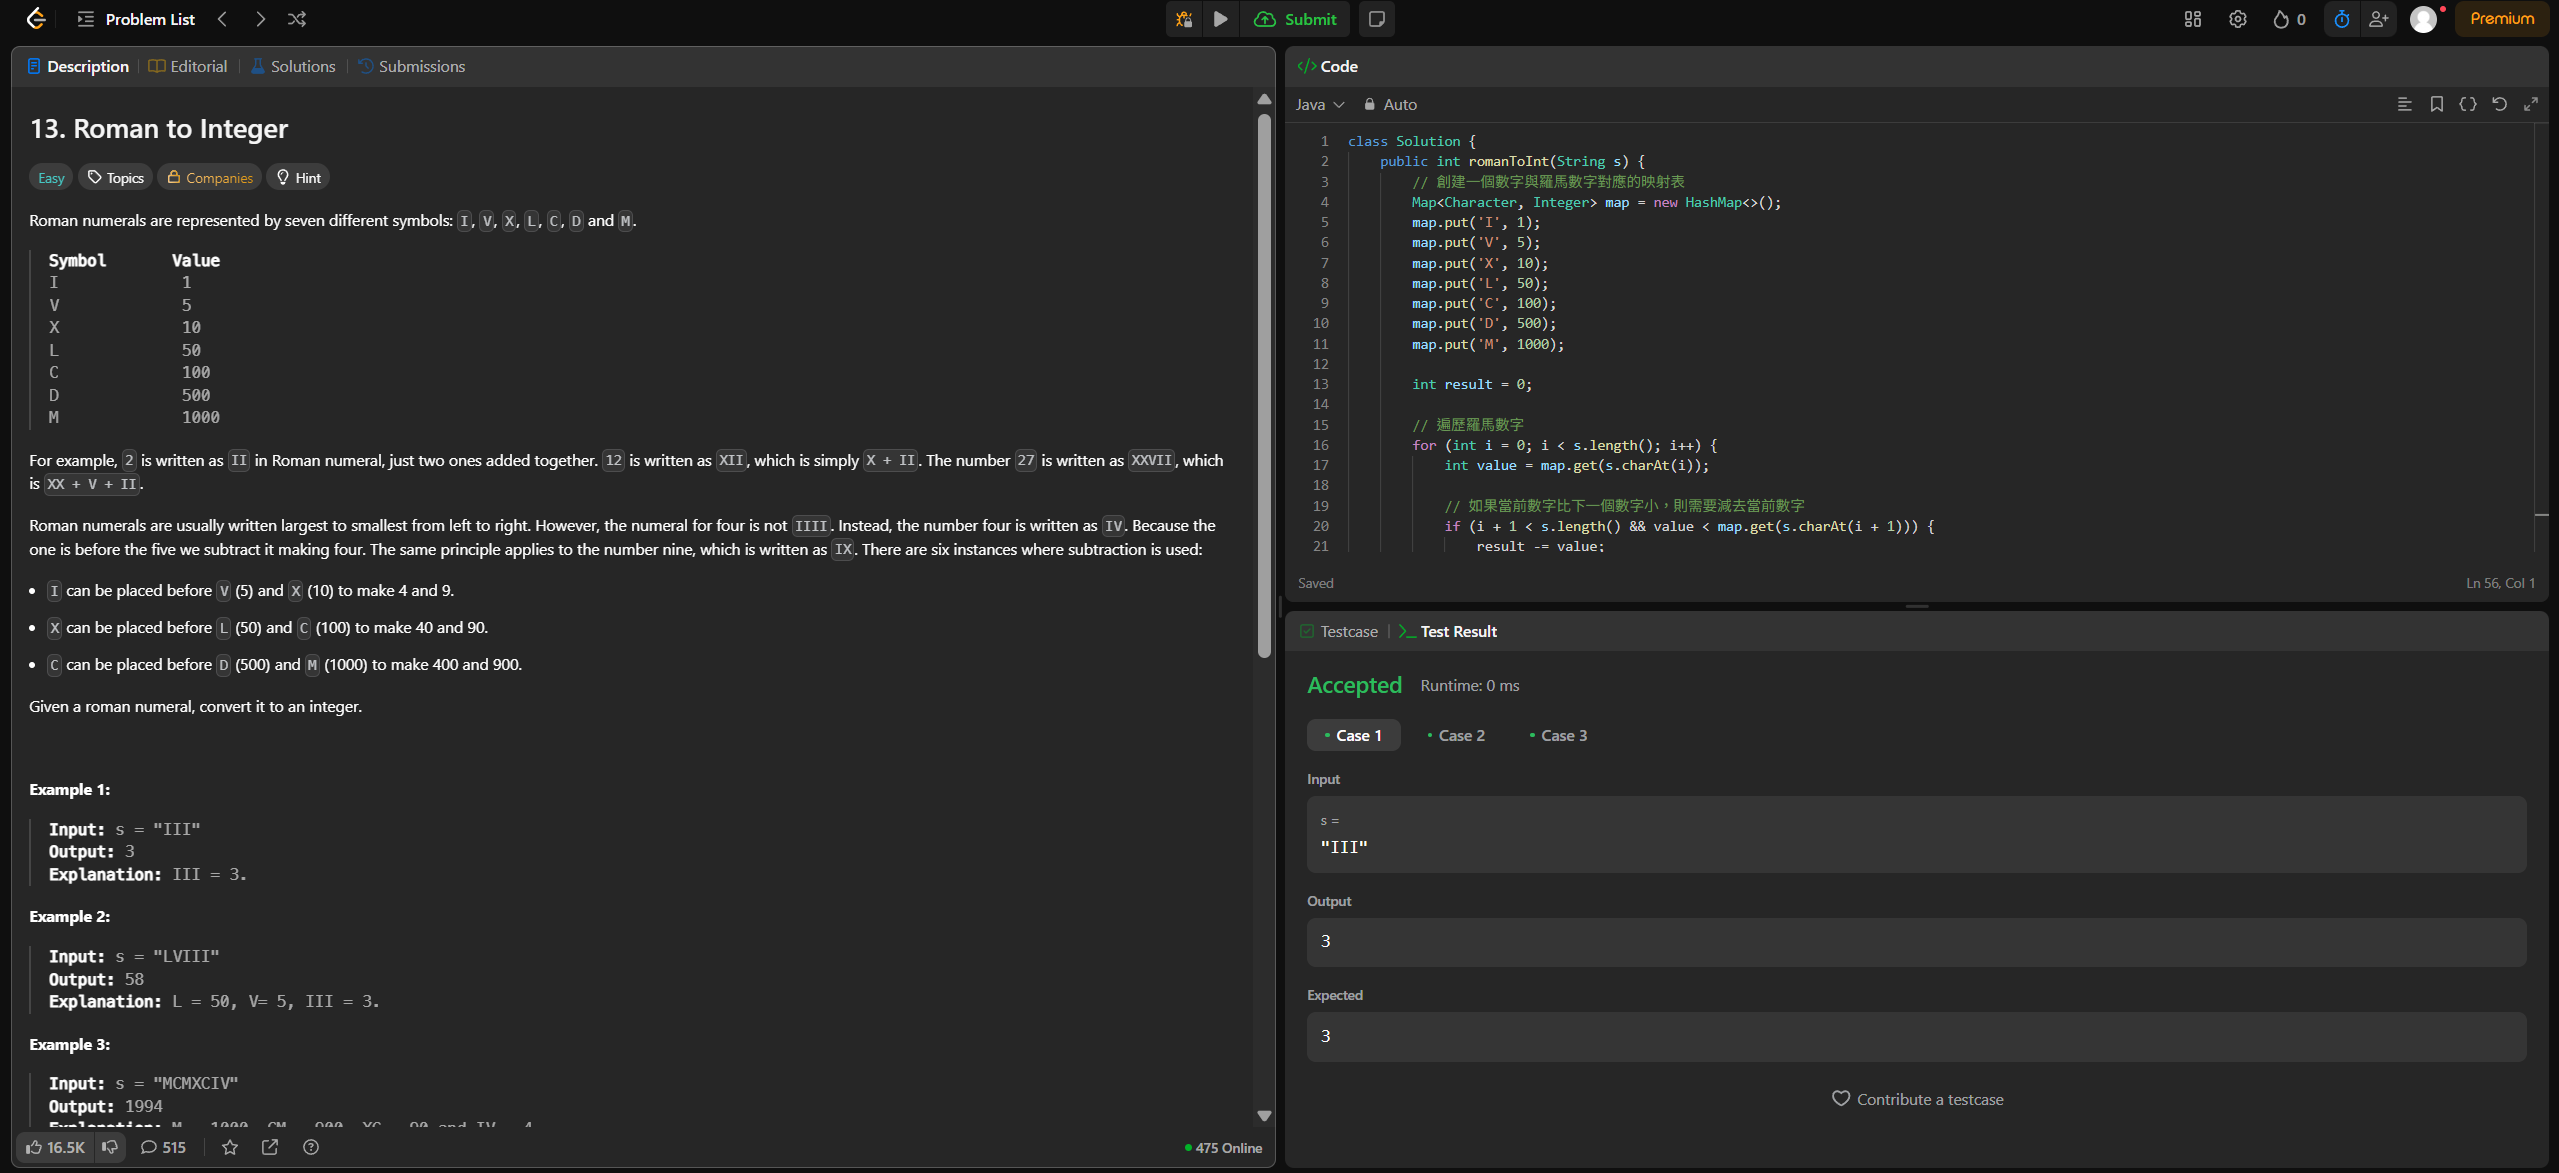 Problem List
Submit
0
Premium
Description
Editorial
Solutions
Submissions
13. Roman to Integer
Easy
Topics
Companies
Hint
Roman numerals are represented by seven different symbols: I, V, X, L, C, D and M.
Symbol Value
I 1
V 5
X 10
L 50
C 100
D 500
M 1000
For example, 2 is written as II in Roman numeral, just two ones added together. 12 is written as XII, which is simply X + II. The number 27 is written as XXVII, which
is XX + V + II.
Roman numerals are usually written largest to smallest from left to right. However, the numeral for four is not IIII. Instead, the number four is written as IV. Because the
one is before the five we subtract it making four. The same principle applies to the number nine, which is written as IX. There are six instances where subtraction is used:
• I can be placed before V (5) and X (10) to make 4 and 9.
• X can be placed before L (50) and C (100) to make 40 and 90.
• C can be placed before D (500) and M (1000) to make 400 and 900.
Given a roman numeral, convert it to an integer.
Example 1:
Input: s = "III"
Output: 3
Explanation: III = 3.
Example 2:
Input: s = "LVIII"
Output: 58
Explanation: L = 50, V= 5, III = 3.
Example 3:
Input: s = "MCMXCIV"
Output: 1994
Explanation: M = 1000, CM = 900, XC = 90 and IV = 4.
16.5K
515
475 Online
Code
Java
Auto
1 class Solution {
2 public int romanToInt(String s) {
3 // 創建一個數字與羅馬數字對應的映射表
4 Map<Character, Integer> map = new HashMap<>();
5 map.put('I', 1);
6 map.put('V', 5);
7 map.put('X', 10);
8 map.put('L', 50);
9 map.put('C', 100);
10 map.put('D', 500);
11 map.put('M', 1000);
12
13 int result = 0;
14
15 // 遍歷羅馬數字
16 for (int i = 0; i < s.length(); i++) {
17 int value = map.get(s.charAt(i));
18
19 // 如果當前數字比下一個數字小，則需要減去當前數字
20 if (i + 1 < s.length() && value < map.get(s.charAt(i + 1))) {
21 result -= value;
Saved
Ln 56, Col 1
Testcase
Test Result
Accepted
Runtime: 0 ms
Case 1
Case 2
Case 3
Input
s =
"III"
Output
3
Expected
3
Contribute a testcase